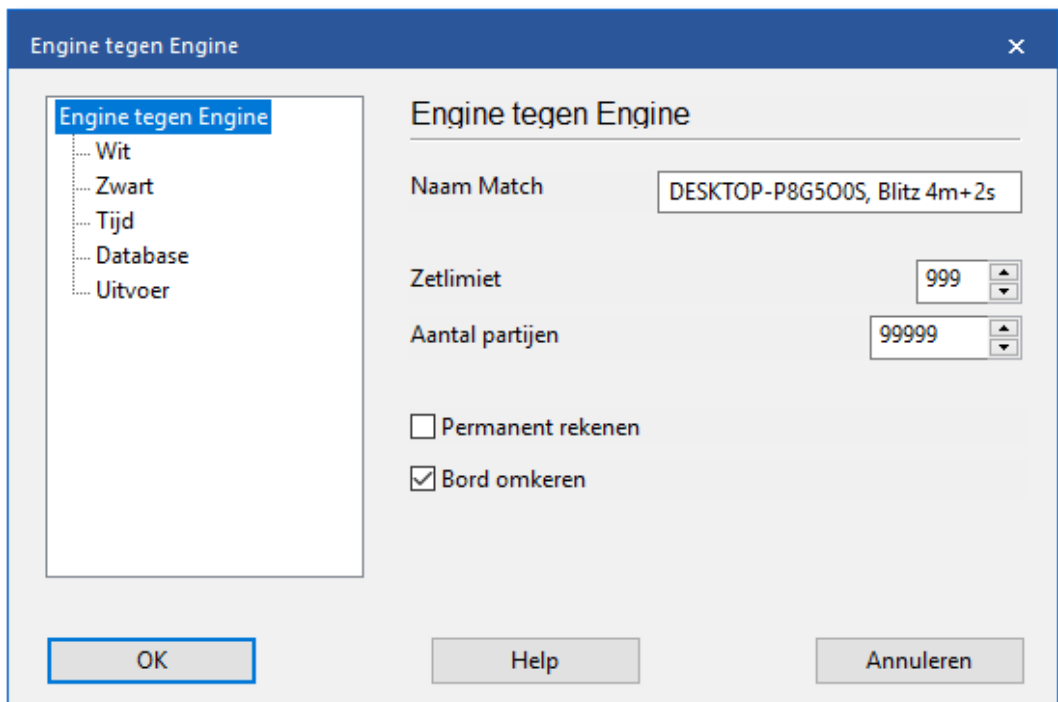 Engine tegen Engine
Engine tegen Engine
Wit
Zwart
Tijd
Database
Uitvoer
Engine tegen Engine
Naam Match DESKTOP-P8G5O0S, Blitz 4m+2s
Zetlimiet 999
Aantal partijen 99999
Permanent rekenen
Bord omkeren
OK Help Annuleren